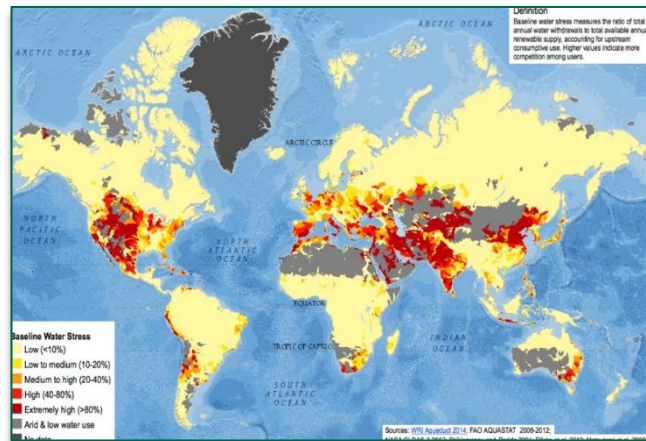 Definition
Baseline water stress measures the ratio of total
annual water withdrawals to total available annual
renewable supply, accounting for upstream
consumptive use. Higher values indicate more
competition among users.
ARCTIC OCEAN
ARCTIC OCEAN
ARCTIC CIRCLE
NORTH
PACIFIC
OCEAN
NORTH
ATLANTIC
OCEAN
EQUATOR
INDIAN
OCEAN
TROPIC OF CAPRICO
SOUTH
ATLANTIC
OCEAN
Baseline Water Stress
Low (<10%)
Low to medium (10-20%)
Medium to high (20-40%)
High (40-80%)
Extremely high (>80%)
Arid & low water use
No data
Sources: WRI Aqueduct 2014; FAO AQUASTAT 2008-2012;